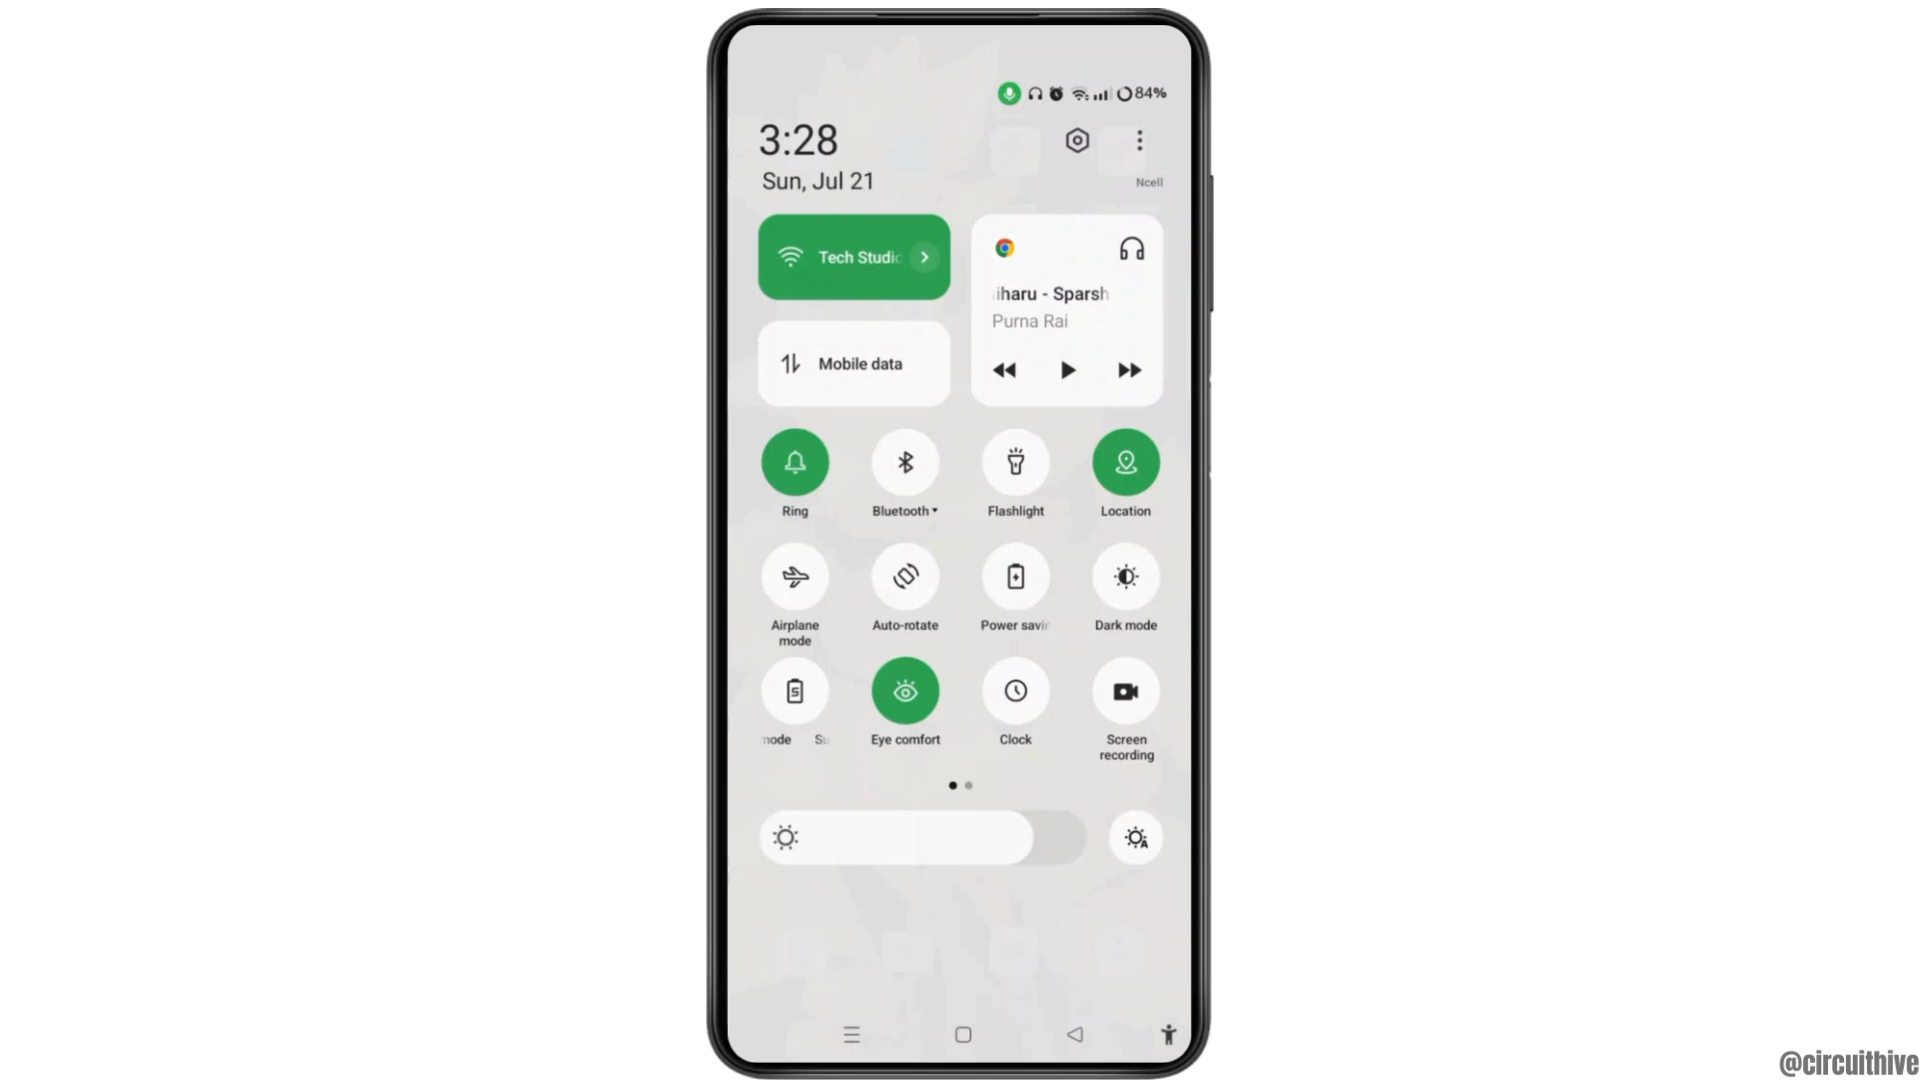 84%
3:28
Sun, Jul 21
Ncell
Tech Studio
iharu - Sparsh
Purna Rai
Mobile data
Ring
Bluetooth
Flashlight
Location
Airplane
mode
Auto-rotate
Power savin
Dark mode
mode Su
Eye comfort
Clock
Screen
recording
@circuithive